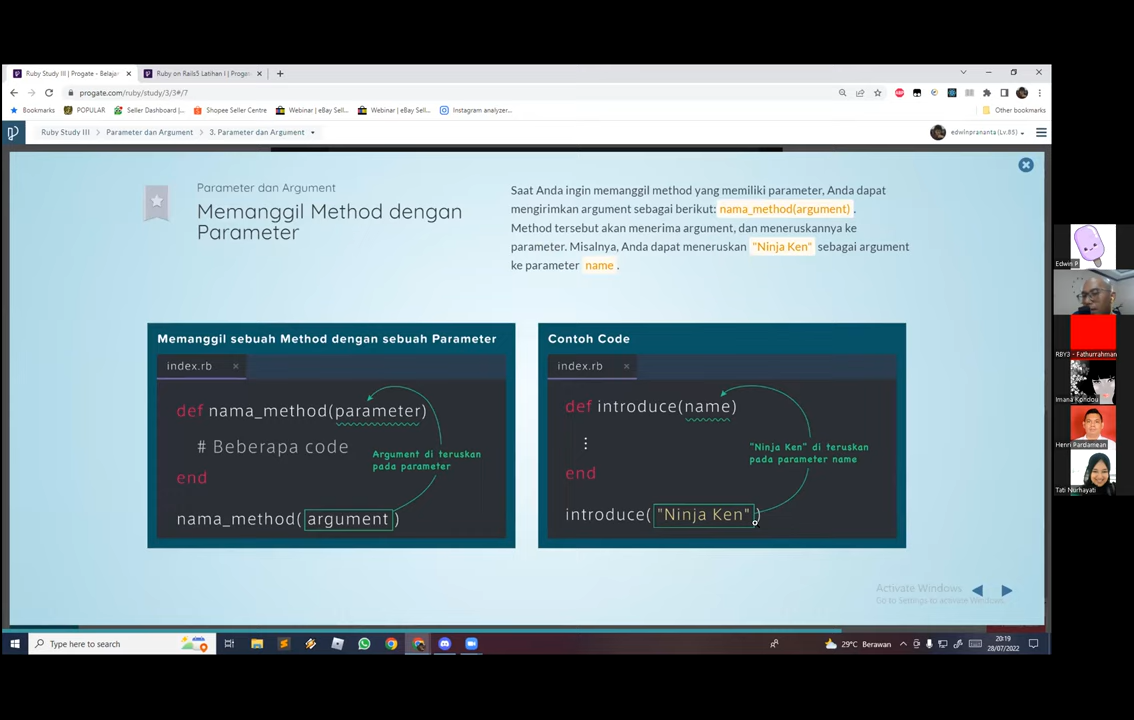 Ruby Study III | Progate - Belaja
Ruby on Rails5 Latihan I | Progat
progate.com/ruby/study/3/3#/7
Bookmarks
POPULAR
Seller Dashboard |...
Shopee Seller Centre
Webinar | eBay Sell...
Webinar | eBay Sell...
Instagram analyzer...
Other bookmarks
Ruby Study III
Parameter dan Argument
3. Parameter dan Argument
edwinprananta (Lv.85)
Parameter dan Argument
Memanggil Method dengan
Parameter
Saat Anda ingin memanggil method yang memiliki parameter, Anda dapat
mengirimkan argument sebagai berikut: nama_method(argument) .
Method tersebut akan menerima argument, dan meneruskannya ke
parameter. Misalnya, Anda dapat meneruskan "Ninja Ken" sebagai argument
ke parameter name .
Memanggil sebuah Method dengan sebuah Parameter
index.rb
def nama_method(parameter)
# Beberapa code
end
nama_method( argument )
Argument di teruskan
pada parameter
Contoh Code
index.rb
def introduce(name)
⋮
end
introduce( "Ninja Ken" )
"Ninja Ken" di teruskan
pada parameter name
Activate Windows
Go to Settings to activate Windows.
Edwin P
RBY3 - Fathurrahman
Imana Kondou
Henri Pardamean
Tati Nurhayati
Type here to search
29°C Berawan
20:19
28/07/2022